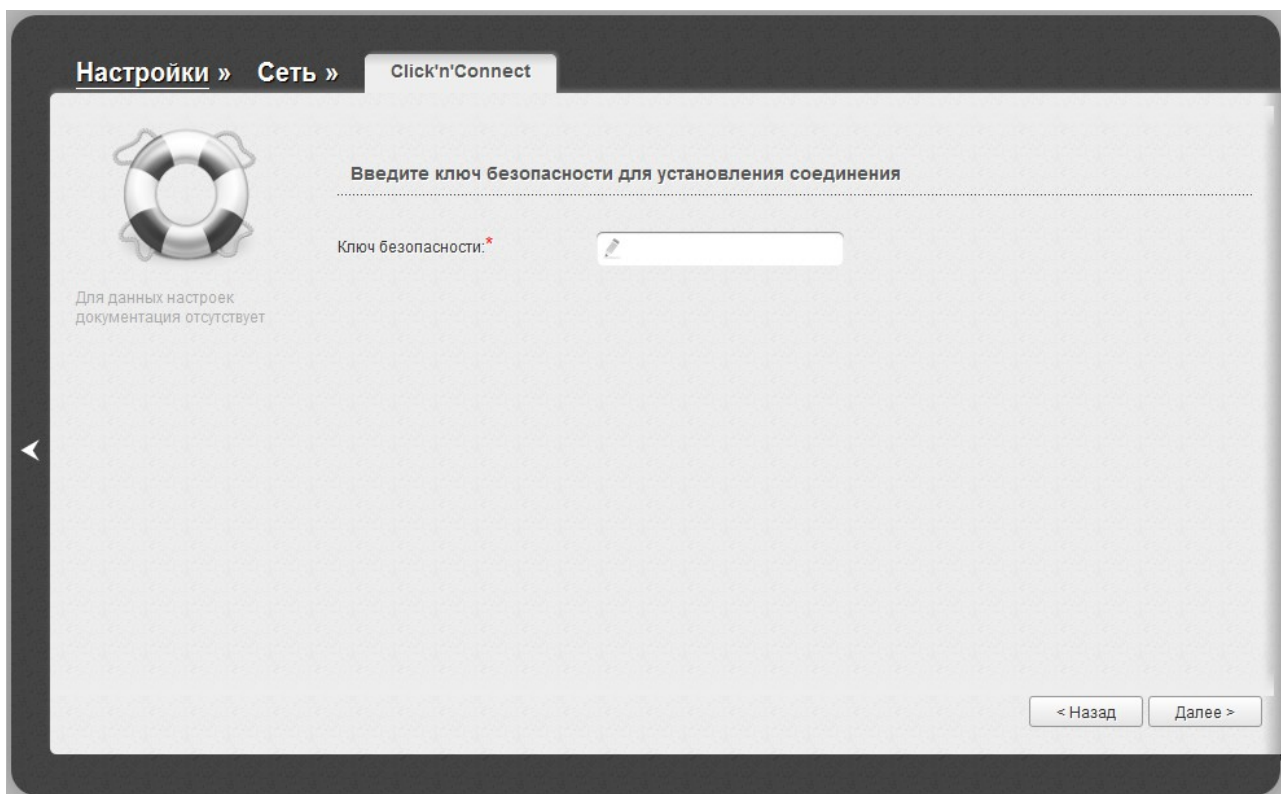 Настройки » Сеть » Click'n'Connect
Введите ключ безопасности для установления соединения
Ключ безопасности:*
Для данных настроек
документация отсутствует
< Назад Далее >